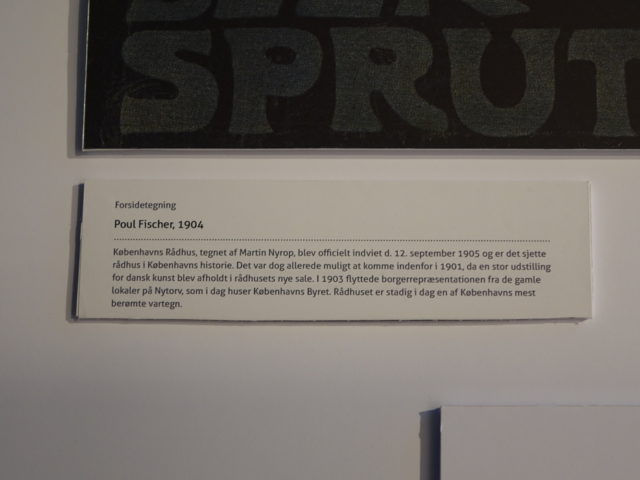 SPRUT
Forsidetegning
Poul Fischer, 1904
Københavns Rådhus, tegnet af Martin Nyrop, blev officielt indviet d. 12. september 1905 og er det sjette
rådhus i Københavns historie. Det var dog allerede muligt at komme indenfor i 1901, da en stor udstilling
for dansk kunst blev afholdt i rådhusets nye sale. I 1903 flyttede borgerrepræsentationen fra de gamle
lokaler på Nytorv, som i dag huser Københavns Byret. Rådhuset er stadig i dag en af Københavns mest
berømte vartegn.